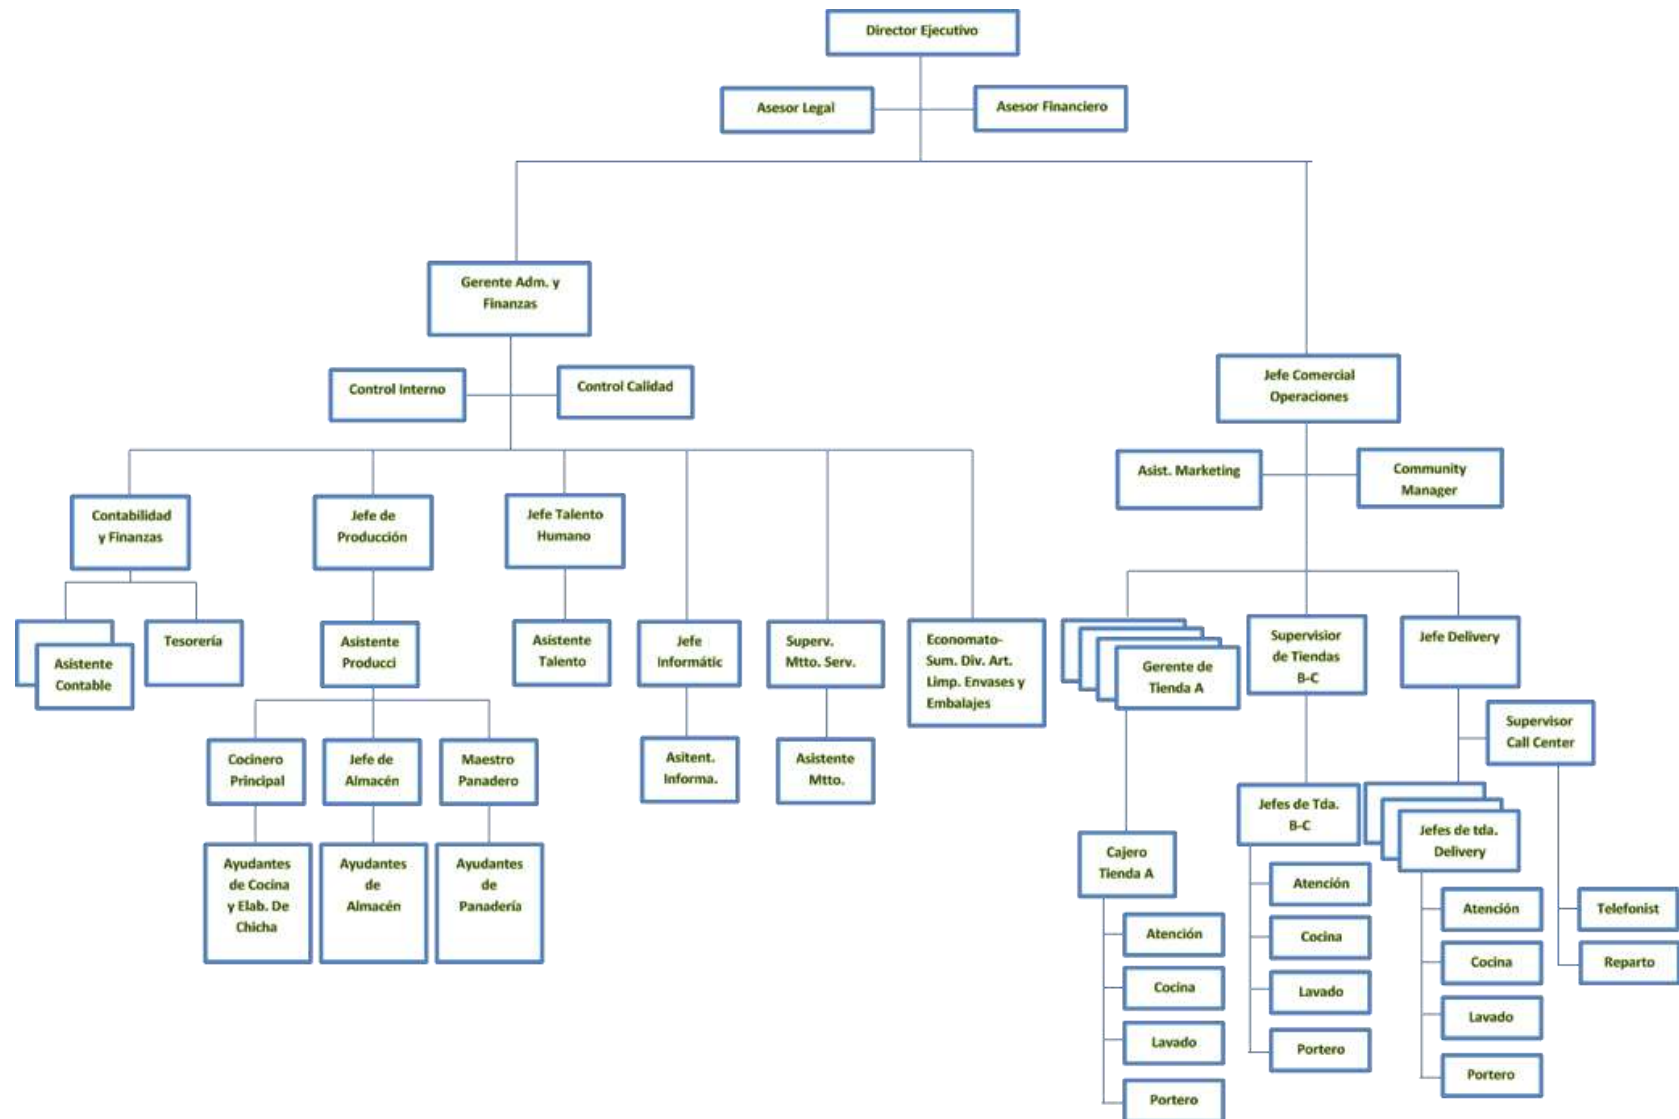 Director Ejecutivo
Asesor Legal
Asesor Financiero
Gerente Adm. y
Finanzas
Control Interno
Control Calidad
Jefe Comercial
Operaciones
Asist. Marketing
Community
Manager
Contabilidad
y Finanzas
Jefe de
Producción
Jefe Talento
Humano
Asistente
Contable
Tesorería
Asistente
Producci
Asistente
Talento
Jefe
Informátic
Superv.
Mtto. Serv.
Economato-
Sum. Div. Art.
Limp. Envases y
Embalajes
Gerente de
Tienda A
Supervisior
de Tiendas
B-C
Jefe Delivery
Supervisor
Call Center
Cocinero
Principal
Jefe de
Almacén
Maestro
Panadero
Asitent.
Informa.
Asistente
Mtto.
Ayudantes
de Cocina
y Elab. De
Chicha
Ayudantes
de
Almacén
Ayudantes
de
Panadería
Cajero
Tienda A
Jefes de Tda.
B-C
Jefes de tda.
Delivery
Atención
Cocina
Lavado
Portero
Atención
Cocina
Lavado
Portero
Atención
Cocina
Lavado
Portero
Telefonist
Reparto